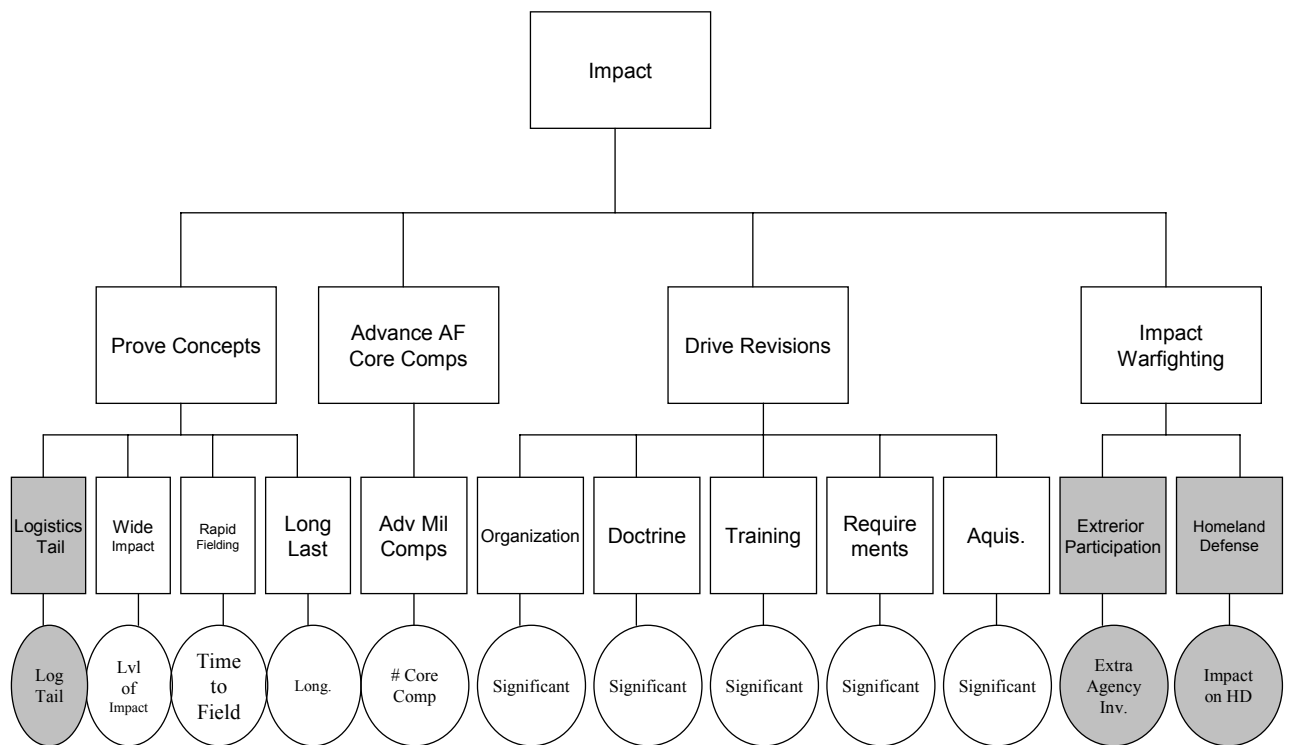 Impact
Prove Concepts
Advance AF
Core Comps
Drive Revisions
Impact
Warfighting
Logistics
Tail
Wide
Impact
Rapid
Fielding
Long
Last
Adv Mil
Comps
Organization
Doctrine
Training
Require
ments
Aquis.
Extrerior
Participation
Homeland
Defense
Log
Tail
Lvl
of
Impact
Time
to
Field
Long.
# Core
Comp
Significant
Significant
Significant
Significant
Significant
Extra
Agency
Inv.
Impact
on HD